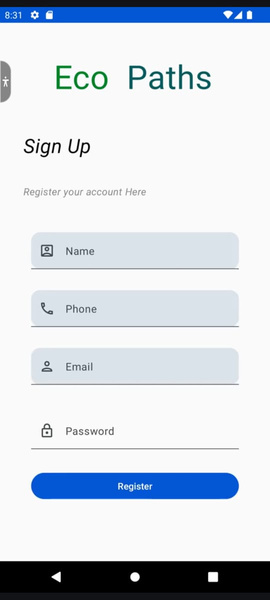 8:31
Eco Paths
Sign Up
Register your account Here
Name
Phone
Email
Password
Register